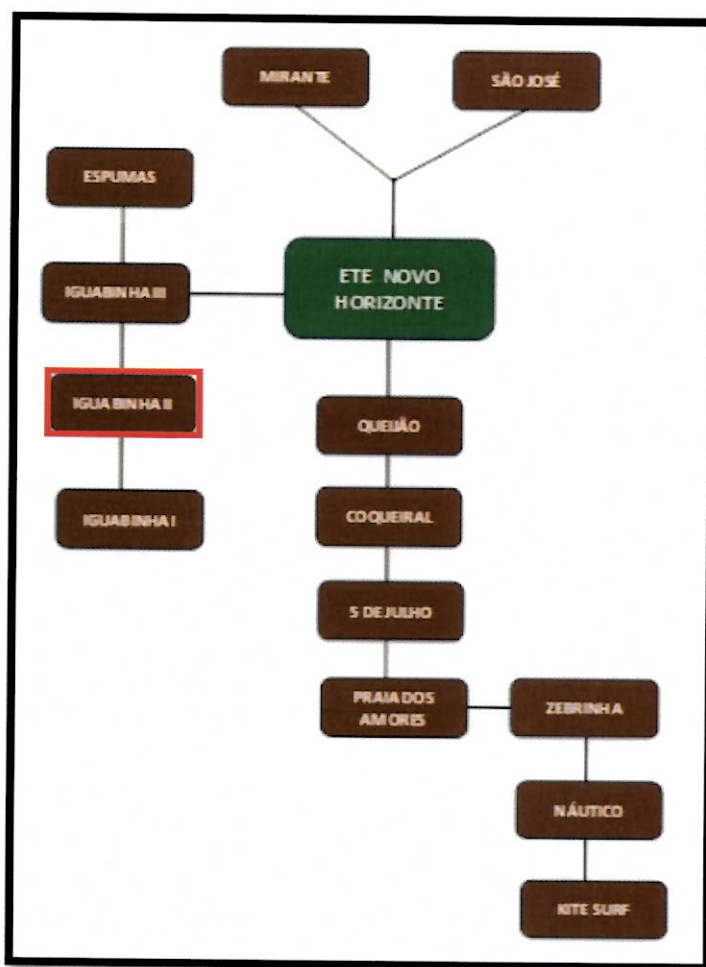 MIRANTE
SÃO JOSÉ
ESPUMAS
IGUABINHA III
ETE NOVO
HORIZONTE
IGUABINHA II
QUEIJÃO
IGUABINHA I
COQUEIRAL
5 DE JULHO
PRAIA DOS
AMORES
ZEBRINHA
NÁUTICO
KITE SURF